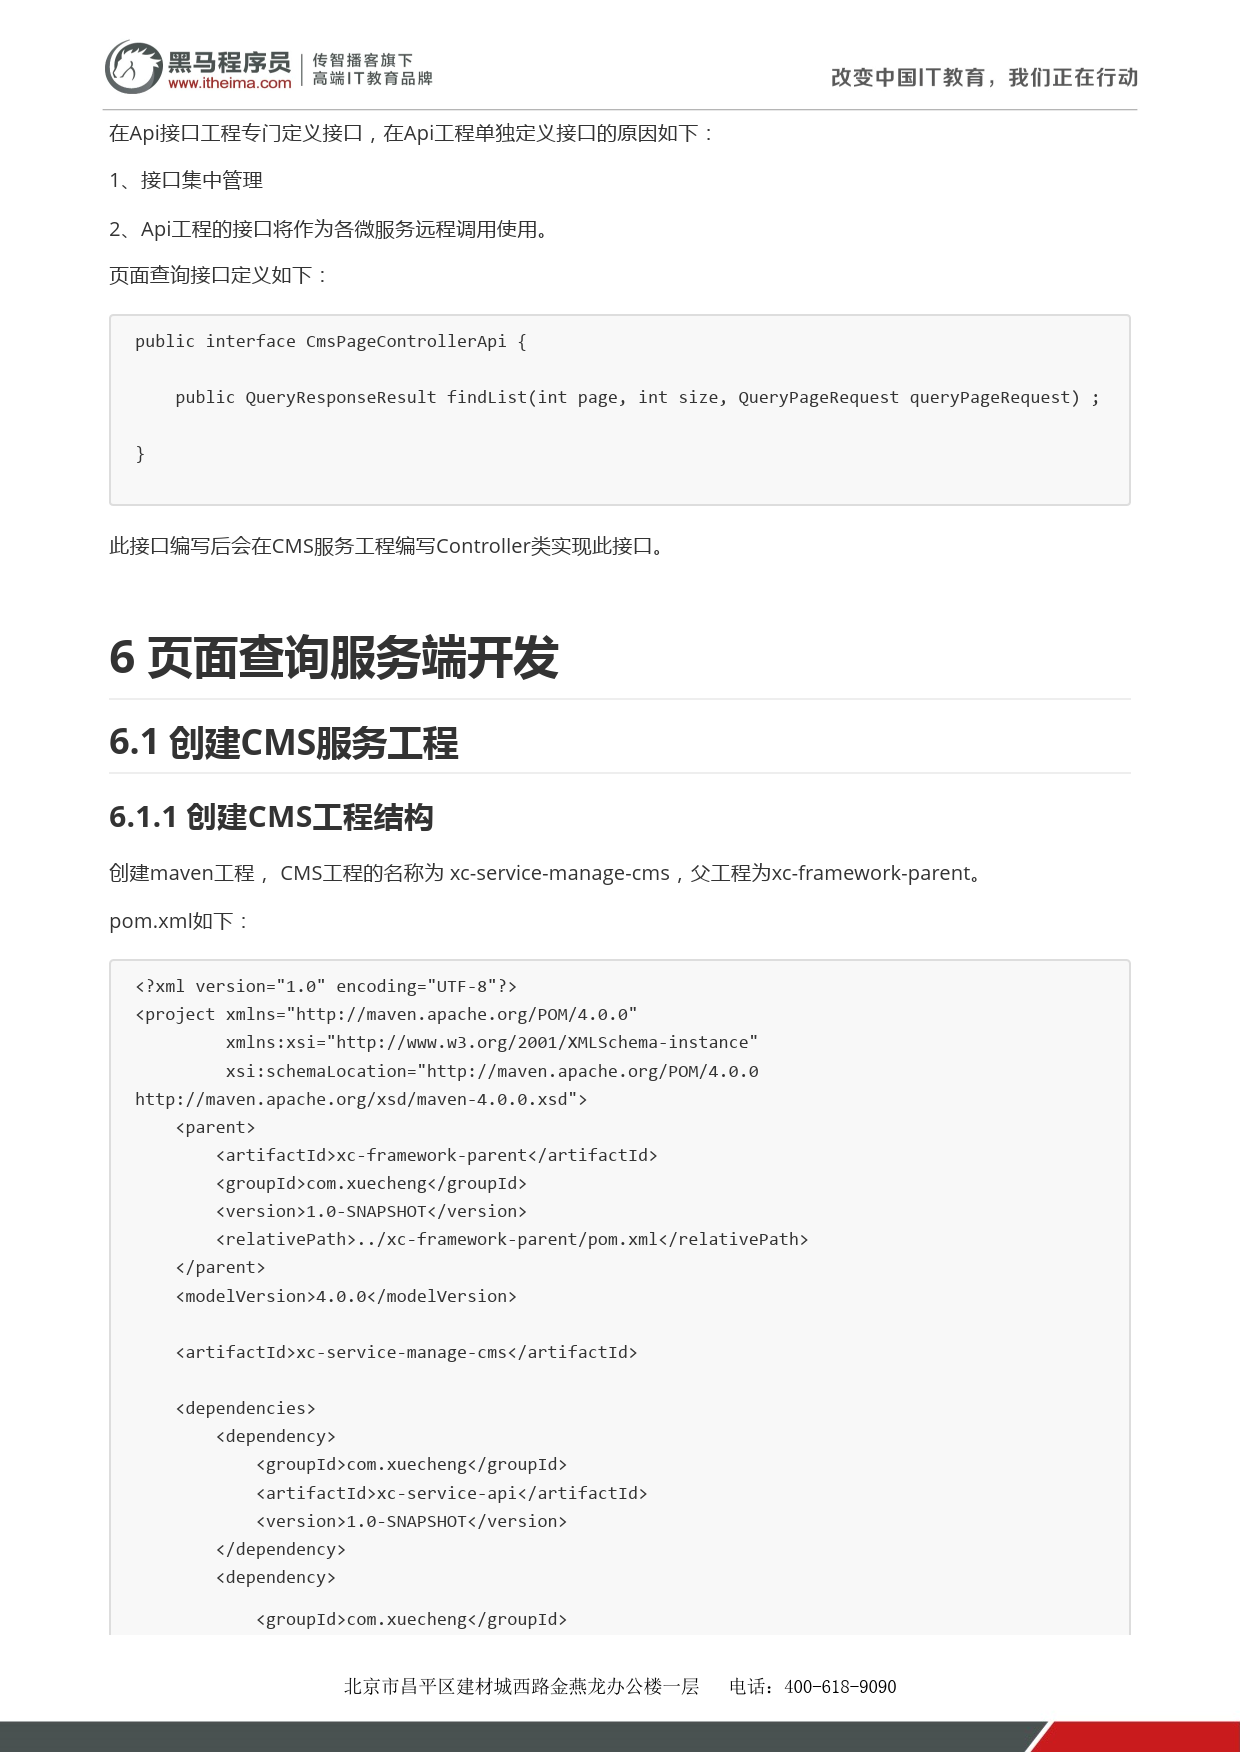 黑马程序员
www.itheima.com
传智播客旗下
高端IT教育品牌
改变中国IT教育，我们正在行动
在Api接口工程专门定义接口，在Api工程单独定义接口的原因如下：
1、接口集中管理
2、Api工程的接口将作为各微服务远程调用使用。
页面查询接口定义如下：
public interface CmsPageControllerApi {
    public QueryResponseResult findList(int page, int size, QueryPageRequest queryPageRequest) ;
}
此接口编写后会在CMS服务工程编写Controller类实现此接口。
6 页面查询服务端开发
6.1 创建CMS服务工程
6.1.1 创建CMS工程结构
创建maven工程， CMS工程的名称为 xc-service-manage-cms，父工程为xc-framework-parent。
pom.xml如下：
<?xml version="1.0" encoding="UTF-8"?>
<project xmlns="http://maven.apache.org/POM/4.0.0"
         xmlns:xsi="http://www.w3.org/2001/XMLSchema-instance"
         xsi:schemaLocation="http://maven.apache.org/POM/4.0.0
http://maven.apache.org/xsd/maven-4.0.0.xsd">
    <parent>
        <artifactId>xc-framework-parent</artifactId>
        <groupId>com.xuecheng</groupId>
        <version>1.0-SNAPSHOT</version>
        <relativePath>../xc-framework-parent/pom.xml</relativePath>
    </parent>
    <modelVersion>4.0.0</modelVersion>
    <artifactId>xc-service-manage-cms</artifactId>
    <dependencies>
        <dependency>
            <groupId>com.xuecheng</groupId>
            <artifactId>xc-service-api</artifactId>
            <version>1.0-SNAPSHOT</version>
        </dependency>
        <dependency>
            <groupId>com.xuecheng</groupId>
北京市昌平区建材城西路金燕龙办公楼一层 电话：400-618-9090